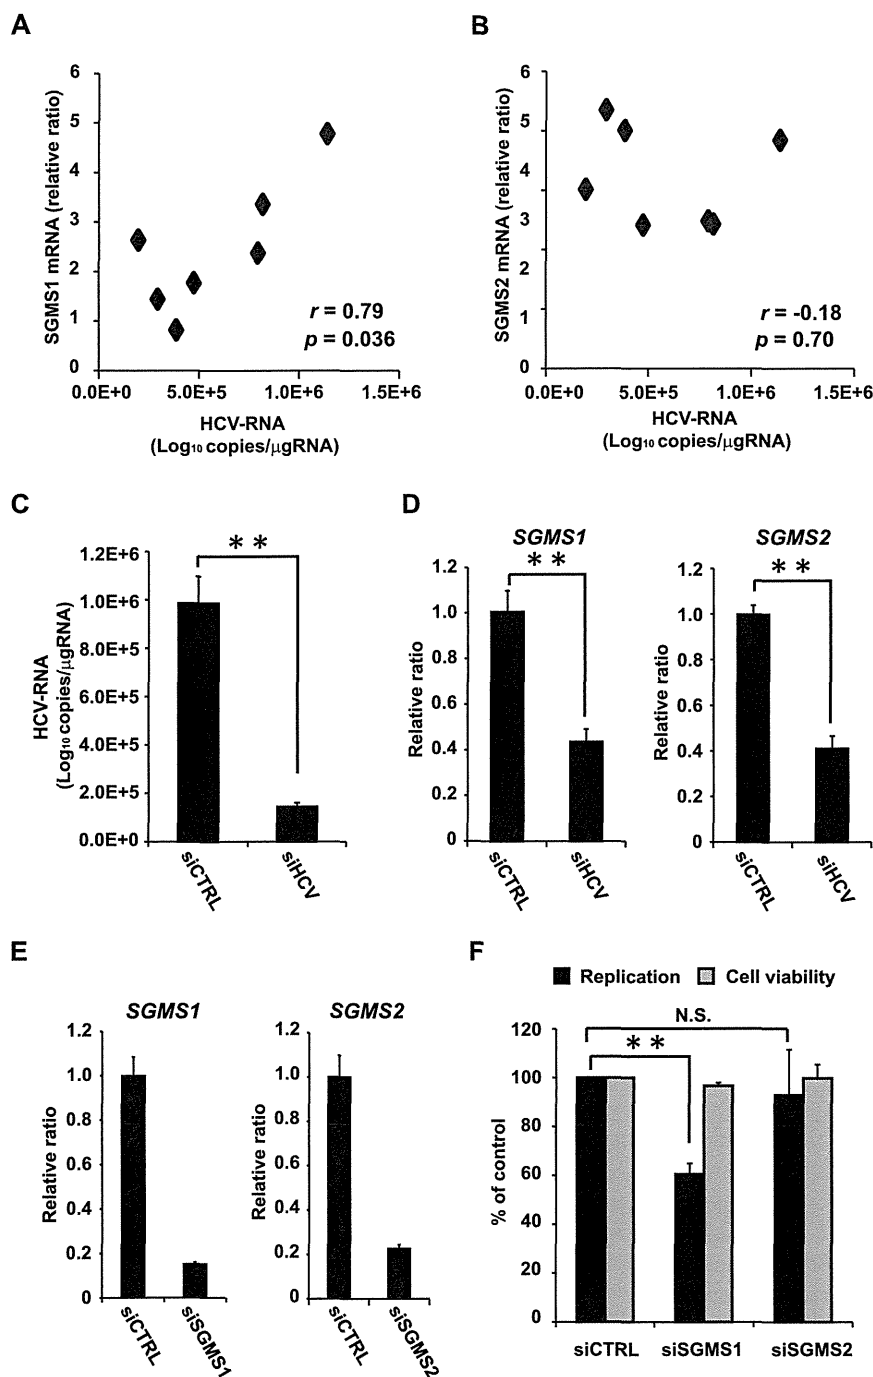 A
SGMS1 mRNA (relative ratio)
6
5
4
3
2
1
0
r = 0.79
p = 0.036
0.0E+0 5.0E+5 1.0E+6 1.5E+6
HCV-RNA
(Log10 copies/μgRNA)
B
SGMS2 mRNA (relative ratio)
6
5
4
3
2
1
0
r = -0.18
p = 0.70
0.0E+0 5.0E+5 1.0E+6 1.5E+6
HCV-RNA
(Log10 copies/μgRNA)
C
HCV-RNA
(Log10 copies/μgRNA)
1.2E+6
1.0E+6
8.0E+5
6.0E+5
4.0E+5
2.0E+5
0.0E+0
**
siCTRL siHCV
D
SGMS1
Relative ratio
1.2
1.0
0.8
0.6
0.4
0.2
0
**
siCTRL siHCV
SGMS2
Relative ratio
1.2
1.0
0.8
0.6
0.4
0.2
0
**
siCTRL siHCV
E
SGMS1
Relative ratio
1.2
1.0
0.8
0.6
0.4
0.2
0
siCTRL siSGMS1
SGMS2
Relative ratio
1.2
1.0
0.8
0.6
0.4
0.2
0
siCTRL siSGMS2
F
Replication Cell viability
N.S.
**
% of control
120
100
80
60
40
20
0
siCTRL siSGMS1 siSGMS2